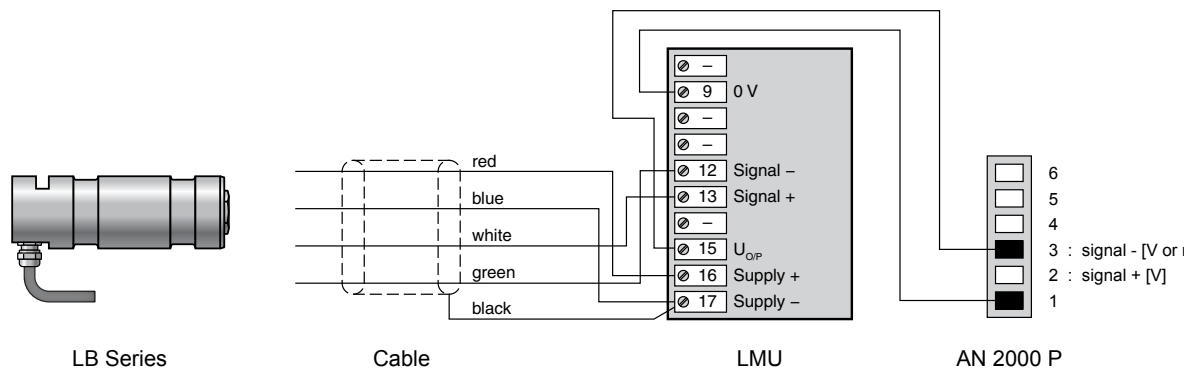 –
9 0 V
–
–
12 Signal –
13 Signal +
–
15 U_O/P
16 Supply +
17 Supply –
red
blue
white
green
black
6
5
4
3 : signal - [V or
2 : signal + [V]
1
LB Series
Cable
LMU
AN 2000 P